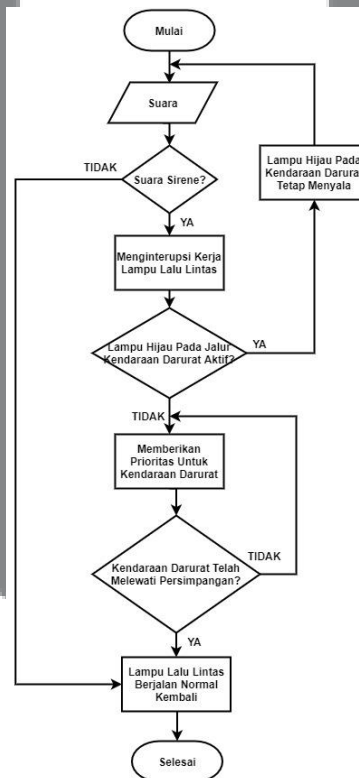 Mulai
Suara
Suara Sirene?
TIDAK
YA
Menginterupsi Kerja
Lampu Lalu Lintas
Lampu Hijau Pada Jalur
Kendaraan Darurat Aktif?
YA
Lampu Hijau Pada
Kendaraan Darura
Tetap Menyala
TIDAK
Memberikan
Prioritas Untuk
Kendaraan Darurat
Kendaraan Darurat Telah
Melewati Persimpangan?
TIDAK
YA
Lampu Lalu Lintas
Berjalan Normal
Kembali
Selesai